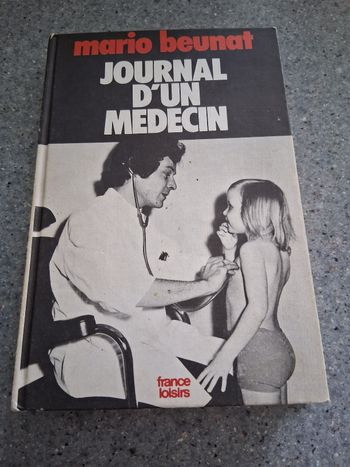 mario beunat
JOURNAL
D'UN
MEDECIN
france
loisirs